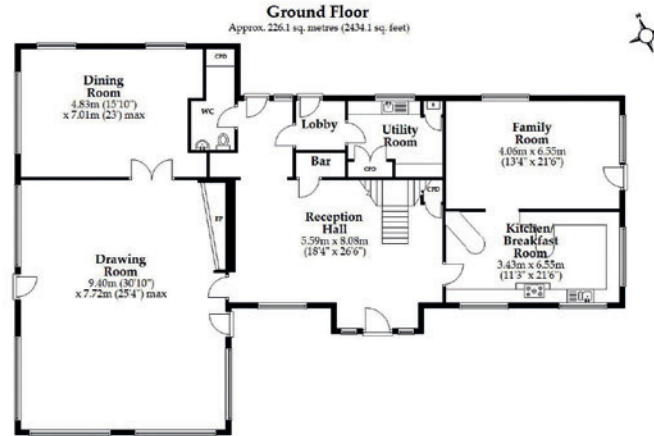 Ground Floor
Approx. 226.1 sq. metres (2434.1 sq. feet)
N
CPD
Dining
Room
4.83m (15'10")
x 7.01m (23') max
WC
Lobby
Utility
Room
Family
Room
4.06m x 6.55m
(13'4" x 21'6")
Bar
CPD
CPD
FP
Reception
Hall
5.59m x 8.08m
(18'4" x 26'6")
Kitchen/
Breakfast
Room
3.43m x 6.55m
(11'3" x 21'6")
Drawing
Room
9.40m (30'10")
x 7.72m (25'4") max